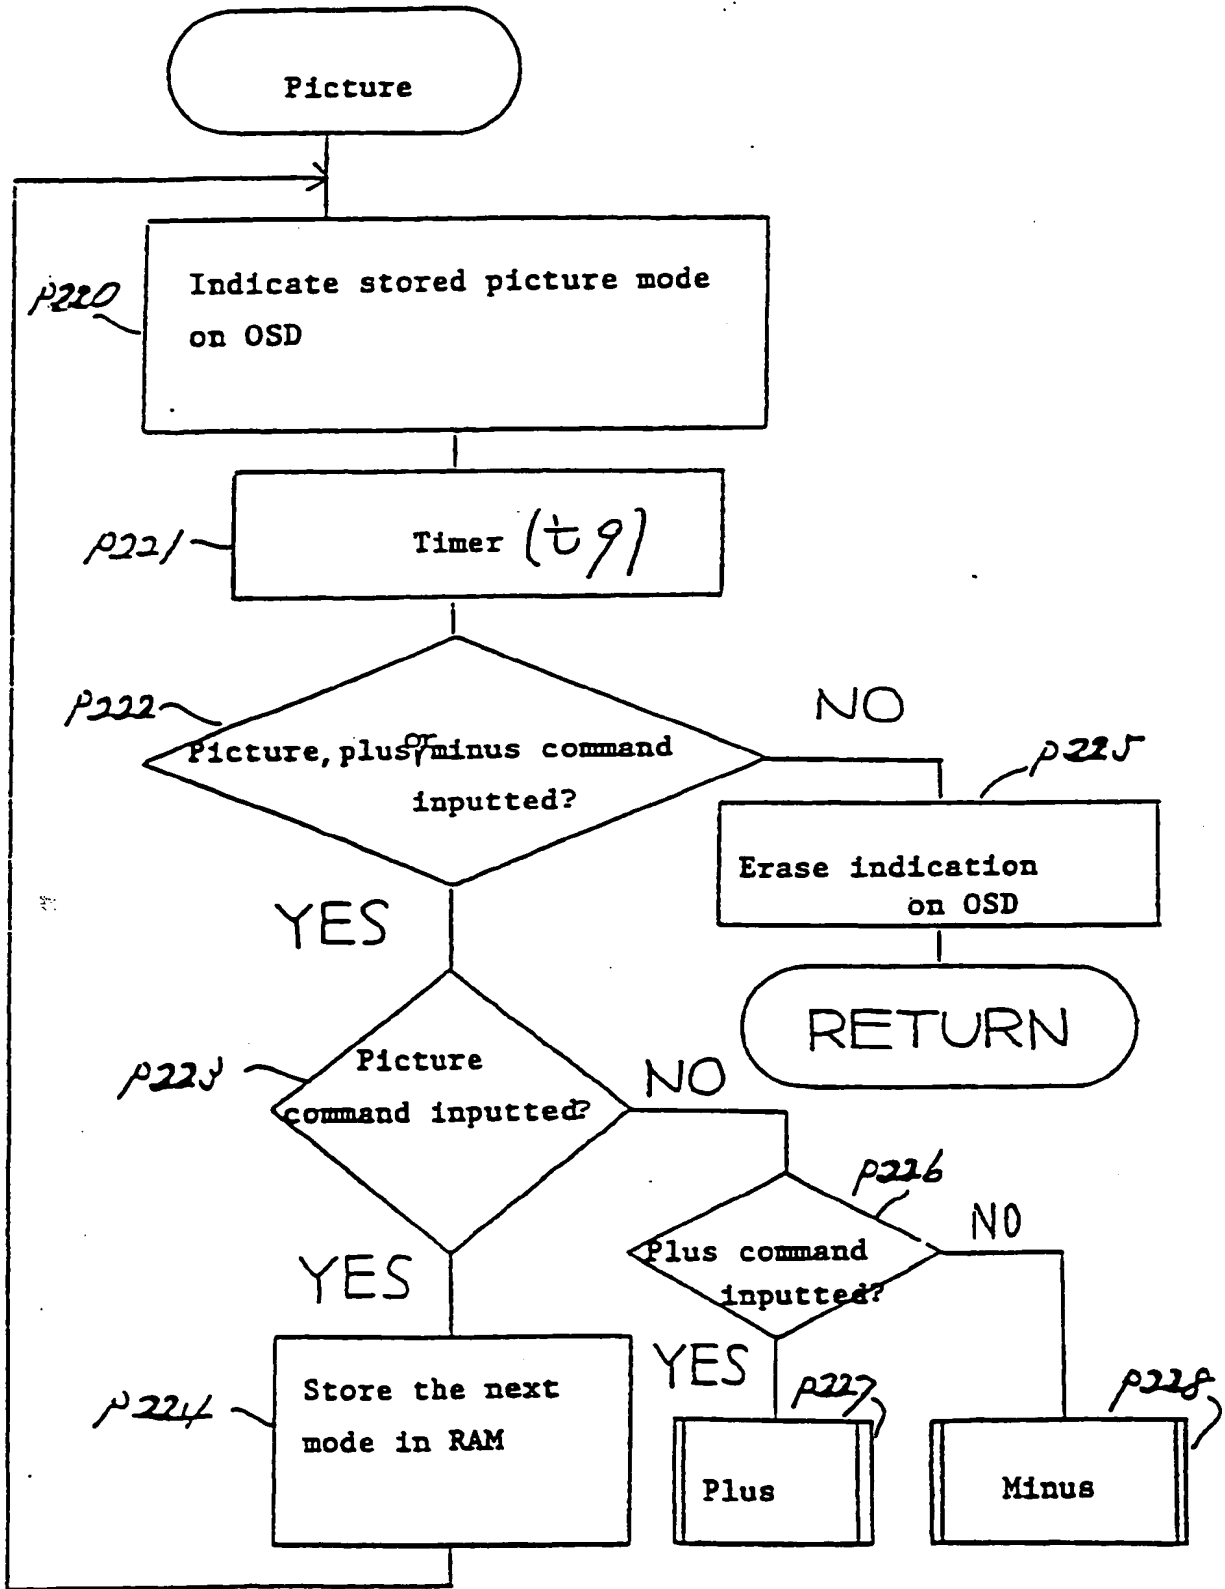 Picture
P220
Indicate stored picture mode
on OSD
P221
Timer (t9)
P222
Picture, plus or minus command
inputted?
NO
P225
Erase indication
on OSD
YES
RETURN
P223
Picture
command inputted?
NO
P226
Plus command
inputted?
NO
YES
YES
P224
Store the next
mode in RAM
P227
Plus
P228
Minus